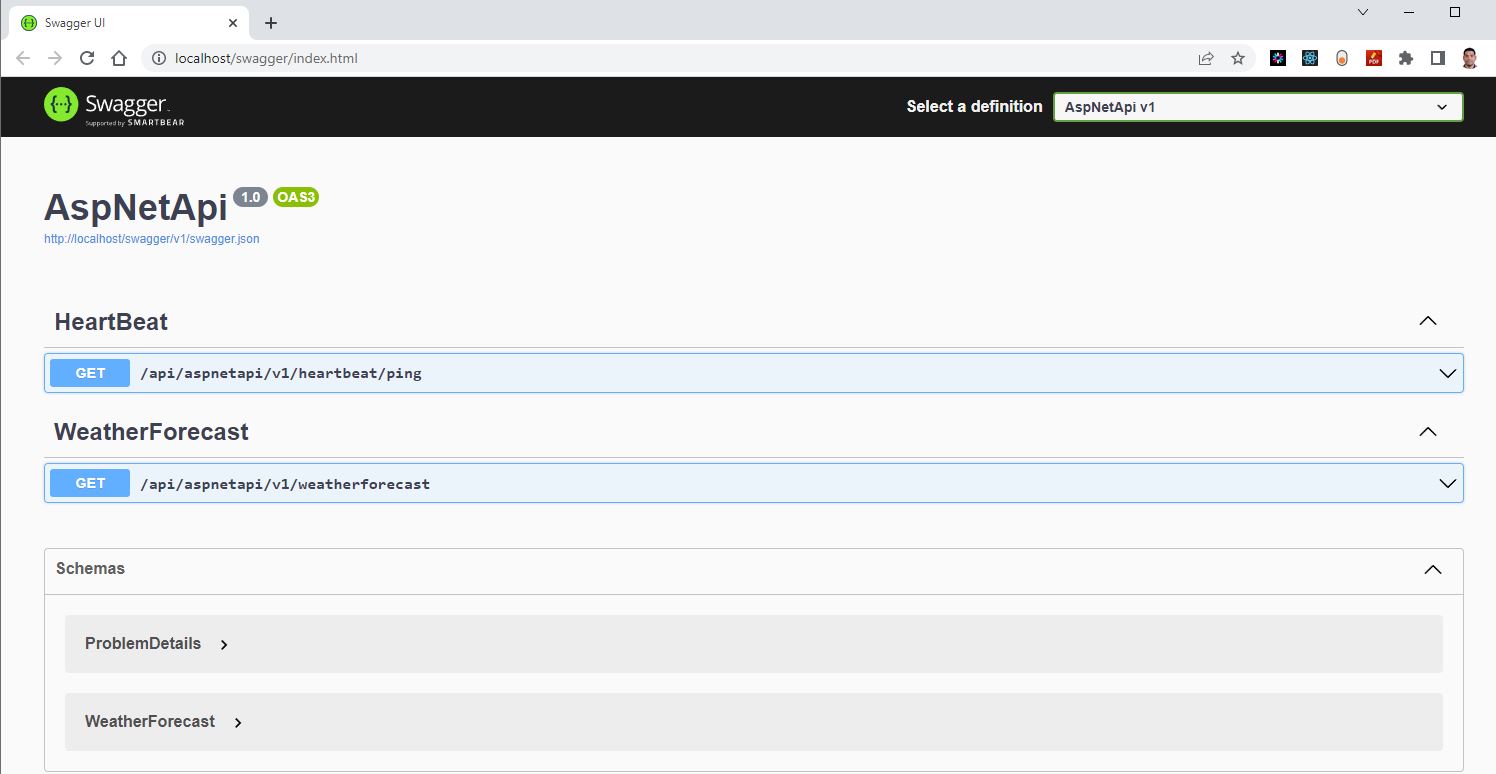 Swagger UI
localhost/swagger/index.html
PDF
Swagger
Supported by SMARTBEAR
Select a definition
AspNetApi v1
AspNetApi 1.0 OAS3
http://localhost/swagger/v1/swagger.json
HeartBeat
GET /api/aspnetapi/v1/heartbeat/ping
WeatherForecast
GET /api/aspnetapi/v1/weatherforecast
Schemas
ProblemDetails
WeatherForecast